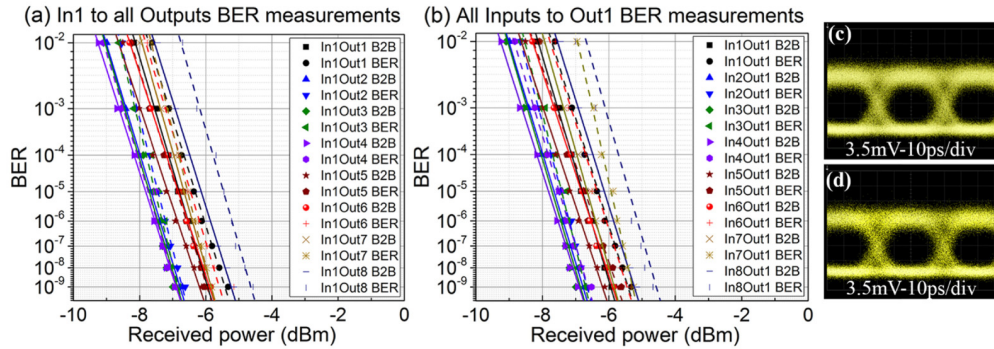 (a) In1 to all Outputs BER measurements
BER
10⁻²
10⁻³
10⁻⁴
10⁻⁵
10⁻⁶
10⁻⁷
10⁻⁸
10⁻⁹
In1Out1 B2B
In1Out1 BER
In1Out2 B2B
In1Out2 BER
In1Out3 B2B
In1Out3 BER
In1Out4 B2B
In1Out4 BER
In1Out5 B2B
In1Out5 BER
In1Out6 B2B
In1Out6 BER
In1Out7 B2B
In1Out7 BER
In1Out8 B2B
In1Out8 BER
-10 -8 -6 -4 -2 0
Received power (dBm)
(b) All Inputs to Out1 BER measurements
BER
10⁻²
10⁻³
10⁻⁴
10⁻⁵
10⁻⁶
10⁻⁷
10⁻⁸
10⁻⁹
In1Out1 B2B
In1Out1 BER
In2Out1 B2B
In2Out1 BER
In3Out1 B2B
In3Out1 BER
In4Out1 B2B
In4Out1 BER
In5Out1 B2B
In5Out1 BER
In6Out1 B2B
In6Out1 BER
In7Out1 B2B
In7Out1 BER
In8Out1 B2B
In8Out1 BER
-10 -8 -6 -4 -2 0
Received power (dBm)
(c)
3.5mV-10ps/div
(d)
3.5mV-10ps/div